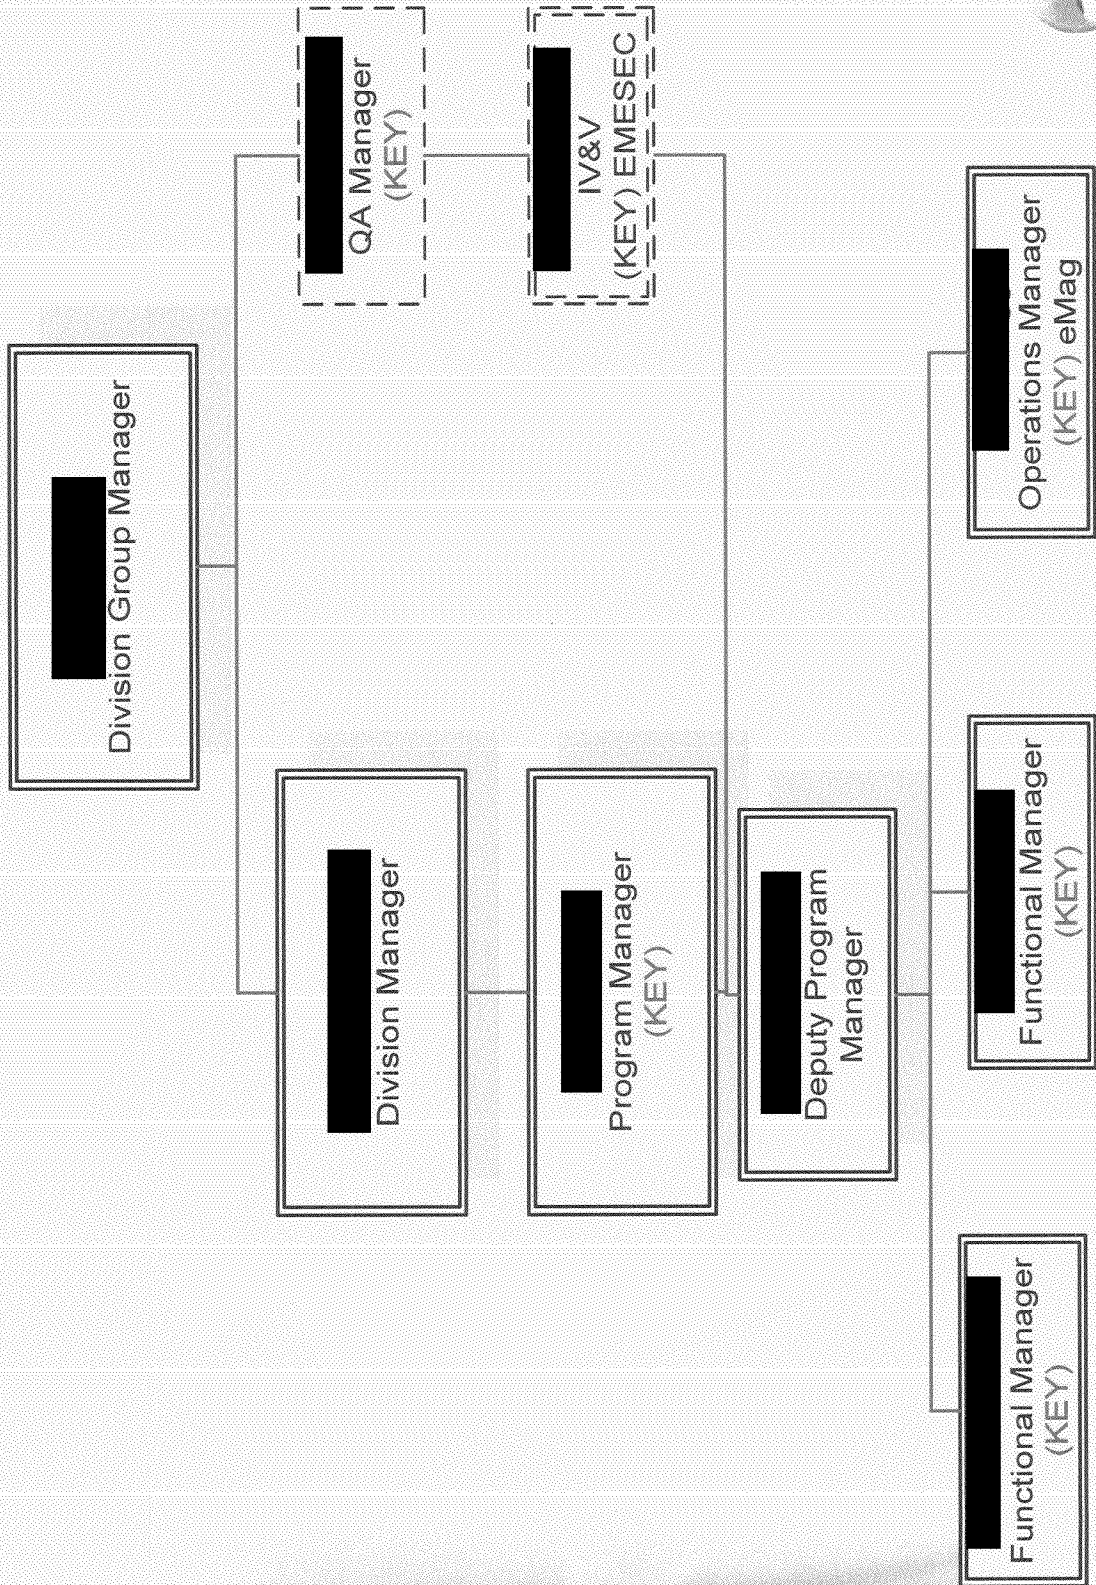 Division Group Manager
Division Manager
QA Manager
(KEY)
Program Manager
(KEY)
IV&V
(KEY) EMESEC
Deputy Program
Manager
Functional Manager
(KEY)
Functional Manager
(KEY)
Operations Manager
(KEY) eMag